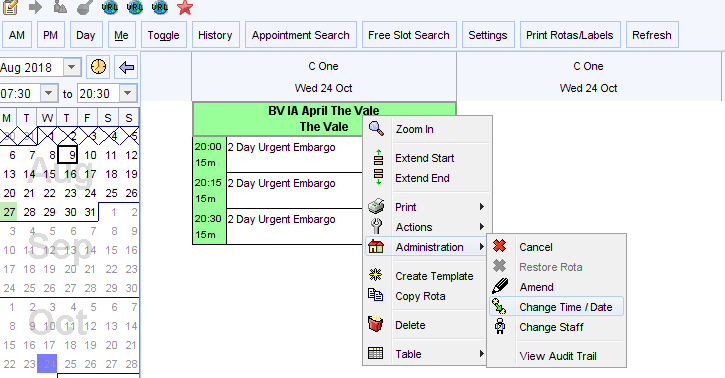 URL URL URL
AM PM Day Me Toggle History Appointment Search Free Slot Search Settings Print Rotas/Labels Refresh
Aug 2018
07:30 to 20:30
C One C One
Wed 24 Oct Wed 24 Oct
M T W T F S S
1 2 3 4 5
6 7 8 9 10 11 12
13 14 15 16 17 18 19
20 21 22 23 24 25 26
27 28 29 30 31 1 2
3 4 5 6 7 8 9
10 11 12 13 14 15 16
17 18 19 20 21 22 23
24 25 26 27 28 29 30
1 2 3 4 5 6 7
8 9 10 11 12 13 14
15 16 17 18 19 20 21
22 23 24 25 26 27 28
Aug
Sep
Oct
BV IA April The Vale
The Vale
20:00 2 Day Urgent Embargo
15m
20:15 2 Day Urgent Embargo
15m
20:30 2 Day Urgent Embargo
15m
Zoom In
Extend Start
Extend End
Print
Actions
Administration
Create Template
Copy Rota
Delete
Table
Cancel
Restore Rota
Amend
Change Time / Date
Change Staff
View Audit Trail